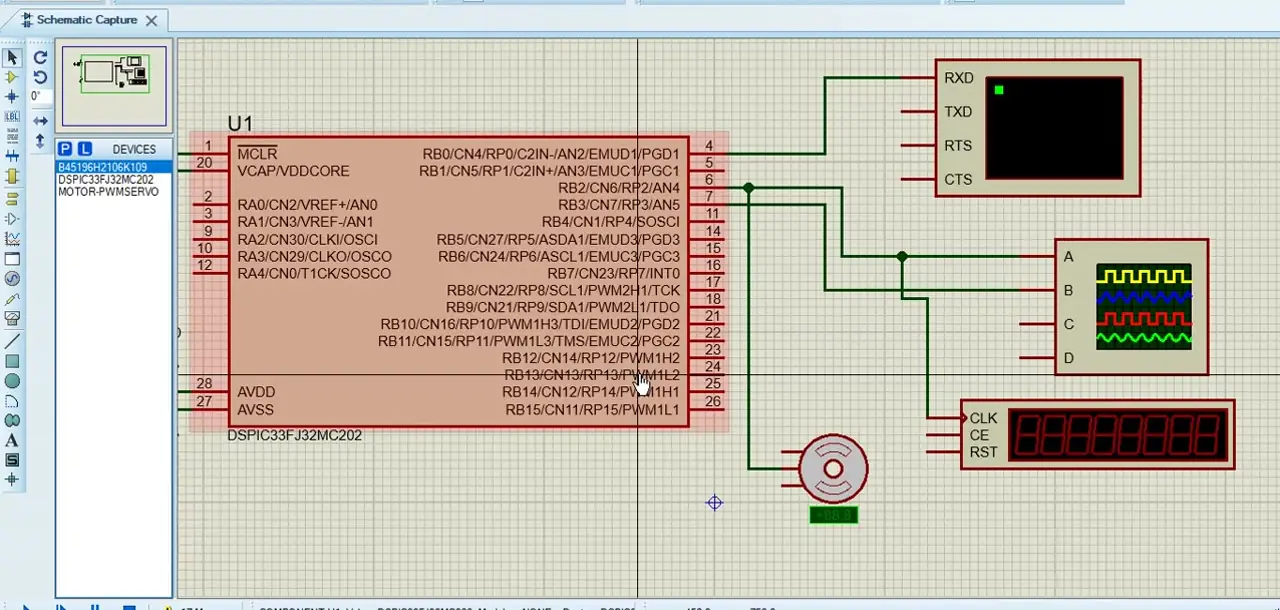 Schematic Capture
0°
LBL
A
S
P L DEVICES
B45196H2106K109
DSPIC33FJ32MC202
MOTOR-PWMSERVO
U1
1 MCLR
20 VCAP/VDDCORE
2 RA0/CN2/VREF+/AN0
3 RA1/CN3/VREF-/AN1
9 RA2/CN30/CLKI/OSCI
10 RA3/CN29/CLKO/OSCO
12 RA4/CN0/T1CK/SOSCO
28 AVDD
27 AVSS
RB0/CN4/RP0/C2IN-/AN2/EMUD1/PGD1 4
RB1/CN5/RP1/C2IN+/AN3/EMUC1/PGC1 5
RB2/CN6/RP2/AN4 6
RB3/CN7/RP3/AN5 7
RB4/CN1/RP4/SOSCI 11
RB5/CN27/RP5/ASDA1/EMUD3/PGD3 14
RB6/CN24/RP6/ASCL1/EMUC3/PGC3 15
RB7/CN23/RP7/INT0 16
RB8/CN22/RP8/SCL1/PWM2H1/TCK 17
RB9/CN21/RP9/SDA1/PWM2L1/TDO 18
RB10/CN16/RP10/PWM1H3/TDI/EMUD2/PGD2 21
RB11/CN15/RP11/PWM1L3/TMS/EMUC2/PGC2 22
RB12/CN14/RP12/PWM1H2 23
RB13/CN13/RP13/PWM1L2 24
RB14/CN12/RP14/PWM1H1 25
RB15/CN11/RP15/PWM1L1 26
DSPIC33FJ32MC202
RXD
TXD
RTS
CTS
A
B
C
D
CLK
CE
RST